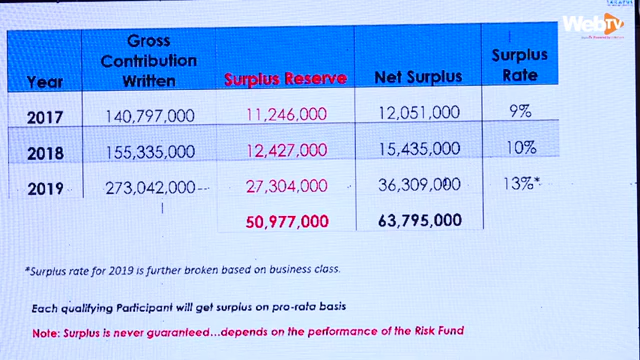 WebTV
Year Gross Contribution Written Surplus Reserve Net Surplus Surplus Rate
2017 140,797,000 11,246,000 12,051,000 9%
2018 155,335,000 12,427,000 15,435,000 10%
2019 273,042,000 27,304,000 36,309,000 13%*
50,977,000 63,795,000
*Surplus rate for 2019 is further broken based on business class.
Each qualifying Participant will get surplus on pro-rata basis
Note: Surplus is never guaranteed...depends on the performance of the Risk Fund